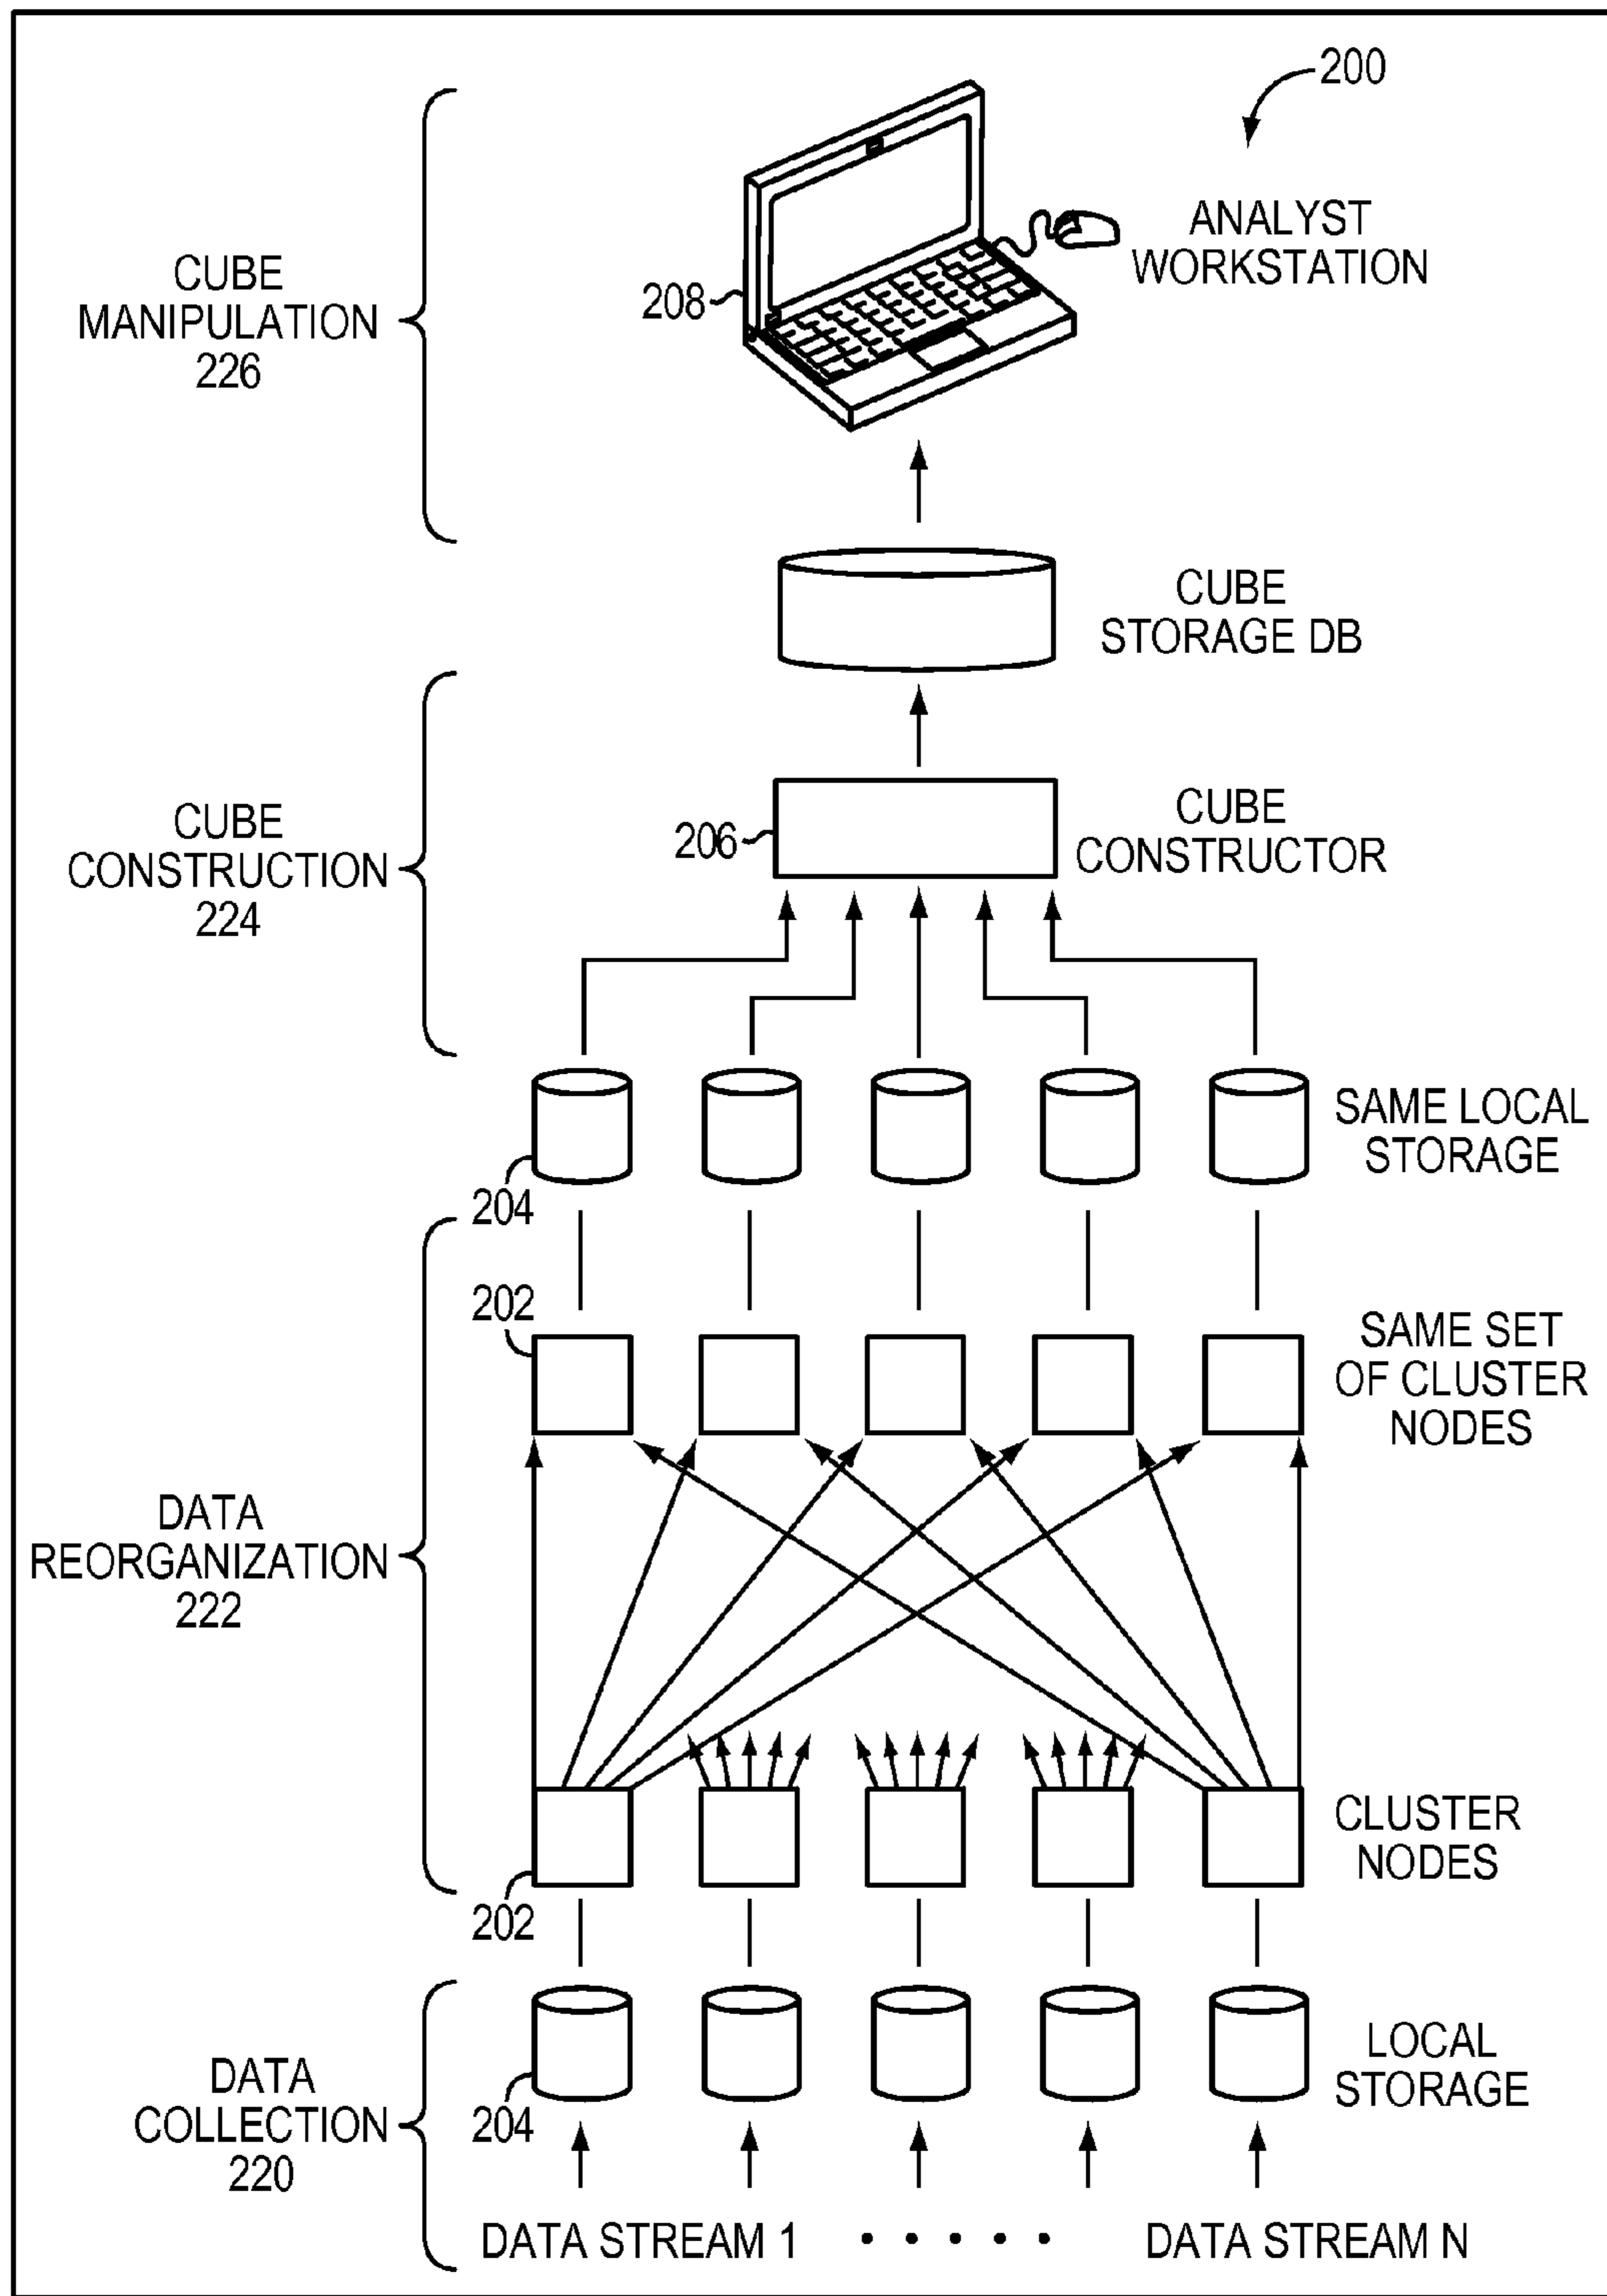 200
ANALYST
WORKSTATION
CUBE
MANIPULATION
226
208
CUBE
STORAGE DB
CUBE
CONSTRUCTION
224
206
CUBE
CONSTRUCTOR
SAME LOCAL
STORAGE
204
202
SAME SET
OF CLUSTER
NODES
DATA
REORGANIZATION
222
CLUSTER
NODES
202
LOCAL
STORAGE
DATA
COLLECTION
220
204
DATA STREAM 1 • • • • • DATA STREAM N